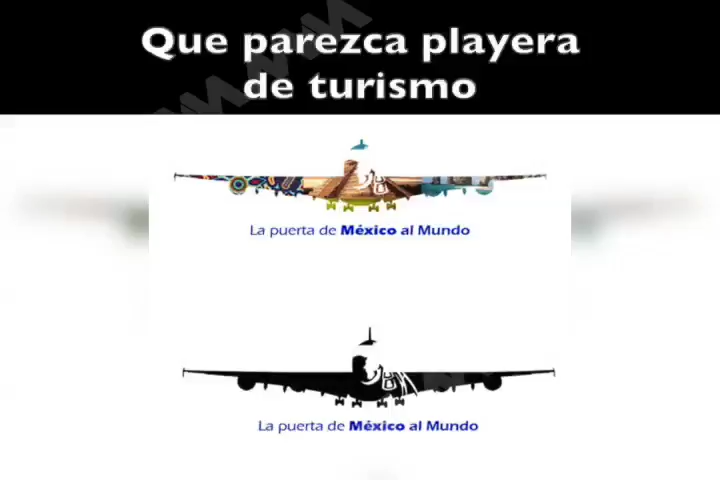 Que parezca playera
de turismo
La puerta de México al Mundo
La puerta de México al Mundo